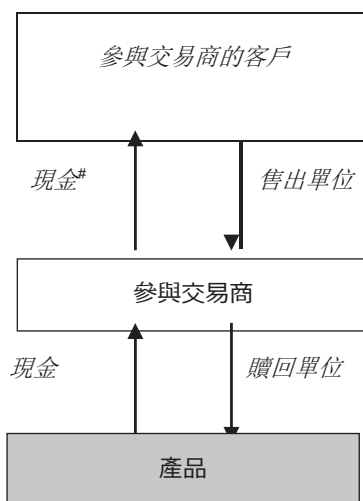 參與交易商的客戶
現金#
售出單位
參與交易商
現金
贖回單位
產品